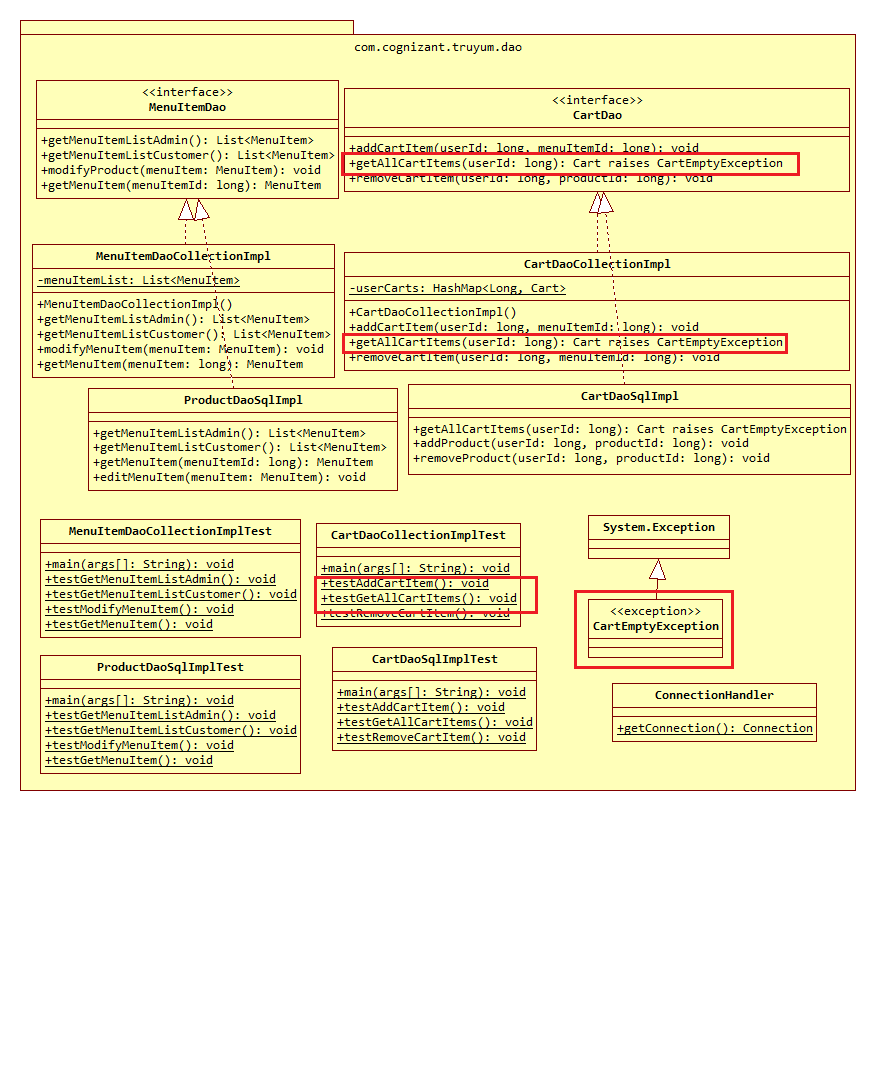 com.cognizant.truyum.dao
<<interface>>
MenuItemDao
+getMenuItemListAdmin(): List<MenuItem>
+getMenuItemListCustomer(): List<MenuItem>
+modifyProduct(menuItem: MenuItem): void
+getMenuItem(menuItemId: long): MenuItem
<<interface>>
CartDao
+addCartItem(userId: long, menuItemId: long): void
+getAllCartItems(userId: long): Cart raises CartEmptyException
+removeCartItem(userId: long, productId: long): void
MenuItemDaoCollectionImpl
-menuItemList: List<MenuItem>
+MenuItemDaoCollectionImpl()
+getMenuItemListAdmin(): List<MenuItem>
+getMenuItemListCustomer(): List<MenuItem>
+modifyMenuItem(menuItem: MenuItem): void
+getMenuItem(menuItem: long): MenuItem
CartDaoCollectionImpl
-userCarts: HashMap<Long, Cart>
+CartDaoCollectionImpl()
+addCartItem(userId: long, menuItemId: long): void
+getAllCartItems(userId: long): Cart raises CartEmptyException
+removeCartItem(userId: long, menuItemId: long): void
ProductDaoSqlImpl
+getMenuItemListAdmin(): List<MenuItem>
+getMenuItemListCustomer(): List<MenuItem>
+getMenuItem(menuItemId: long): MenuItem
+editMenuItem(menuItem: MenuItem): void
CartDaoSqlImpl
+getAllCartItems(userId: long): Cart raises CartEmptyException
+addProduct(userId: long, productId: long): void
+removeProduct(userId: long, productId: long): void
MenuItemDaoCollectionImplTest
+main(args[]: String): void
+testGetMenuItemListAdmin(): void
+testGetMenuItemListCustomer(): void
+testModifyMenuItem(): void
+testGetMenuItem(): void
CartDaoCollectionImplTest
+main(args[]: String): void
+testAddCartItem(): void
+testGetAllCartItems(): void
+testRemoveCartItem(): void
System.Exception
<<exception>>
CartEmptyException
ProductDaoSqlImplTest
+main(args[]: String): void
+testGetMenuItemListAdmin(): void
+testGetMenuItemListCustomer(): void
+testModifyMenuItem(): void
+testGetMenuItem(): void
CartDaoSqlImplTest
+main(args[]: String): void
+testAddCartItem(): void
+testGetAllCartItems(): void
+testRemoveCartItem(): void
ConnectionHandler
+getConnection(): Connection